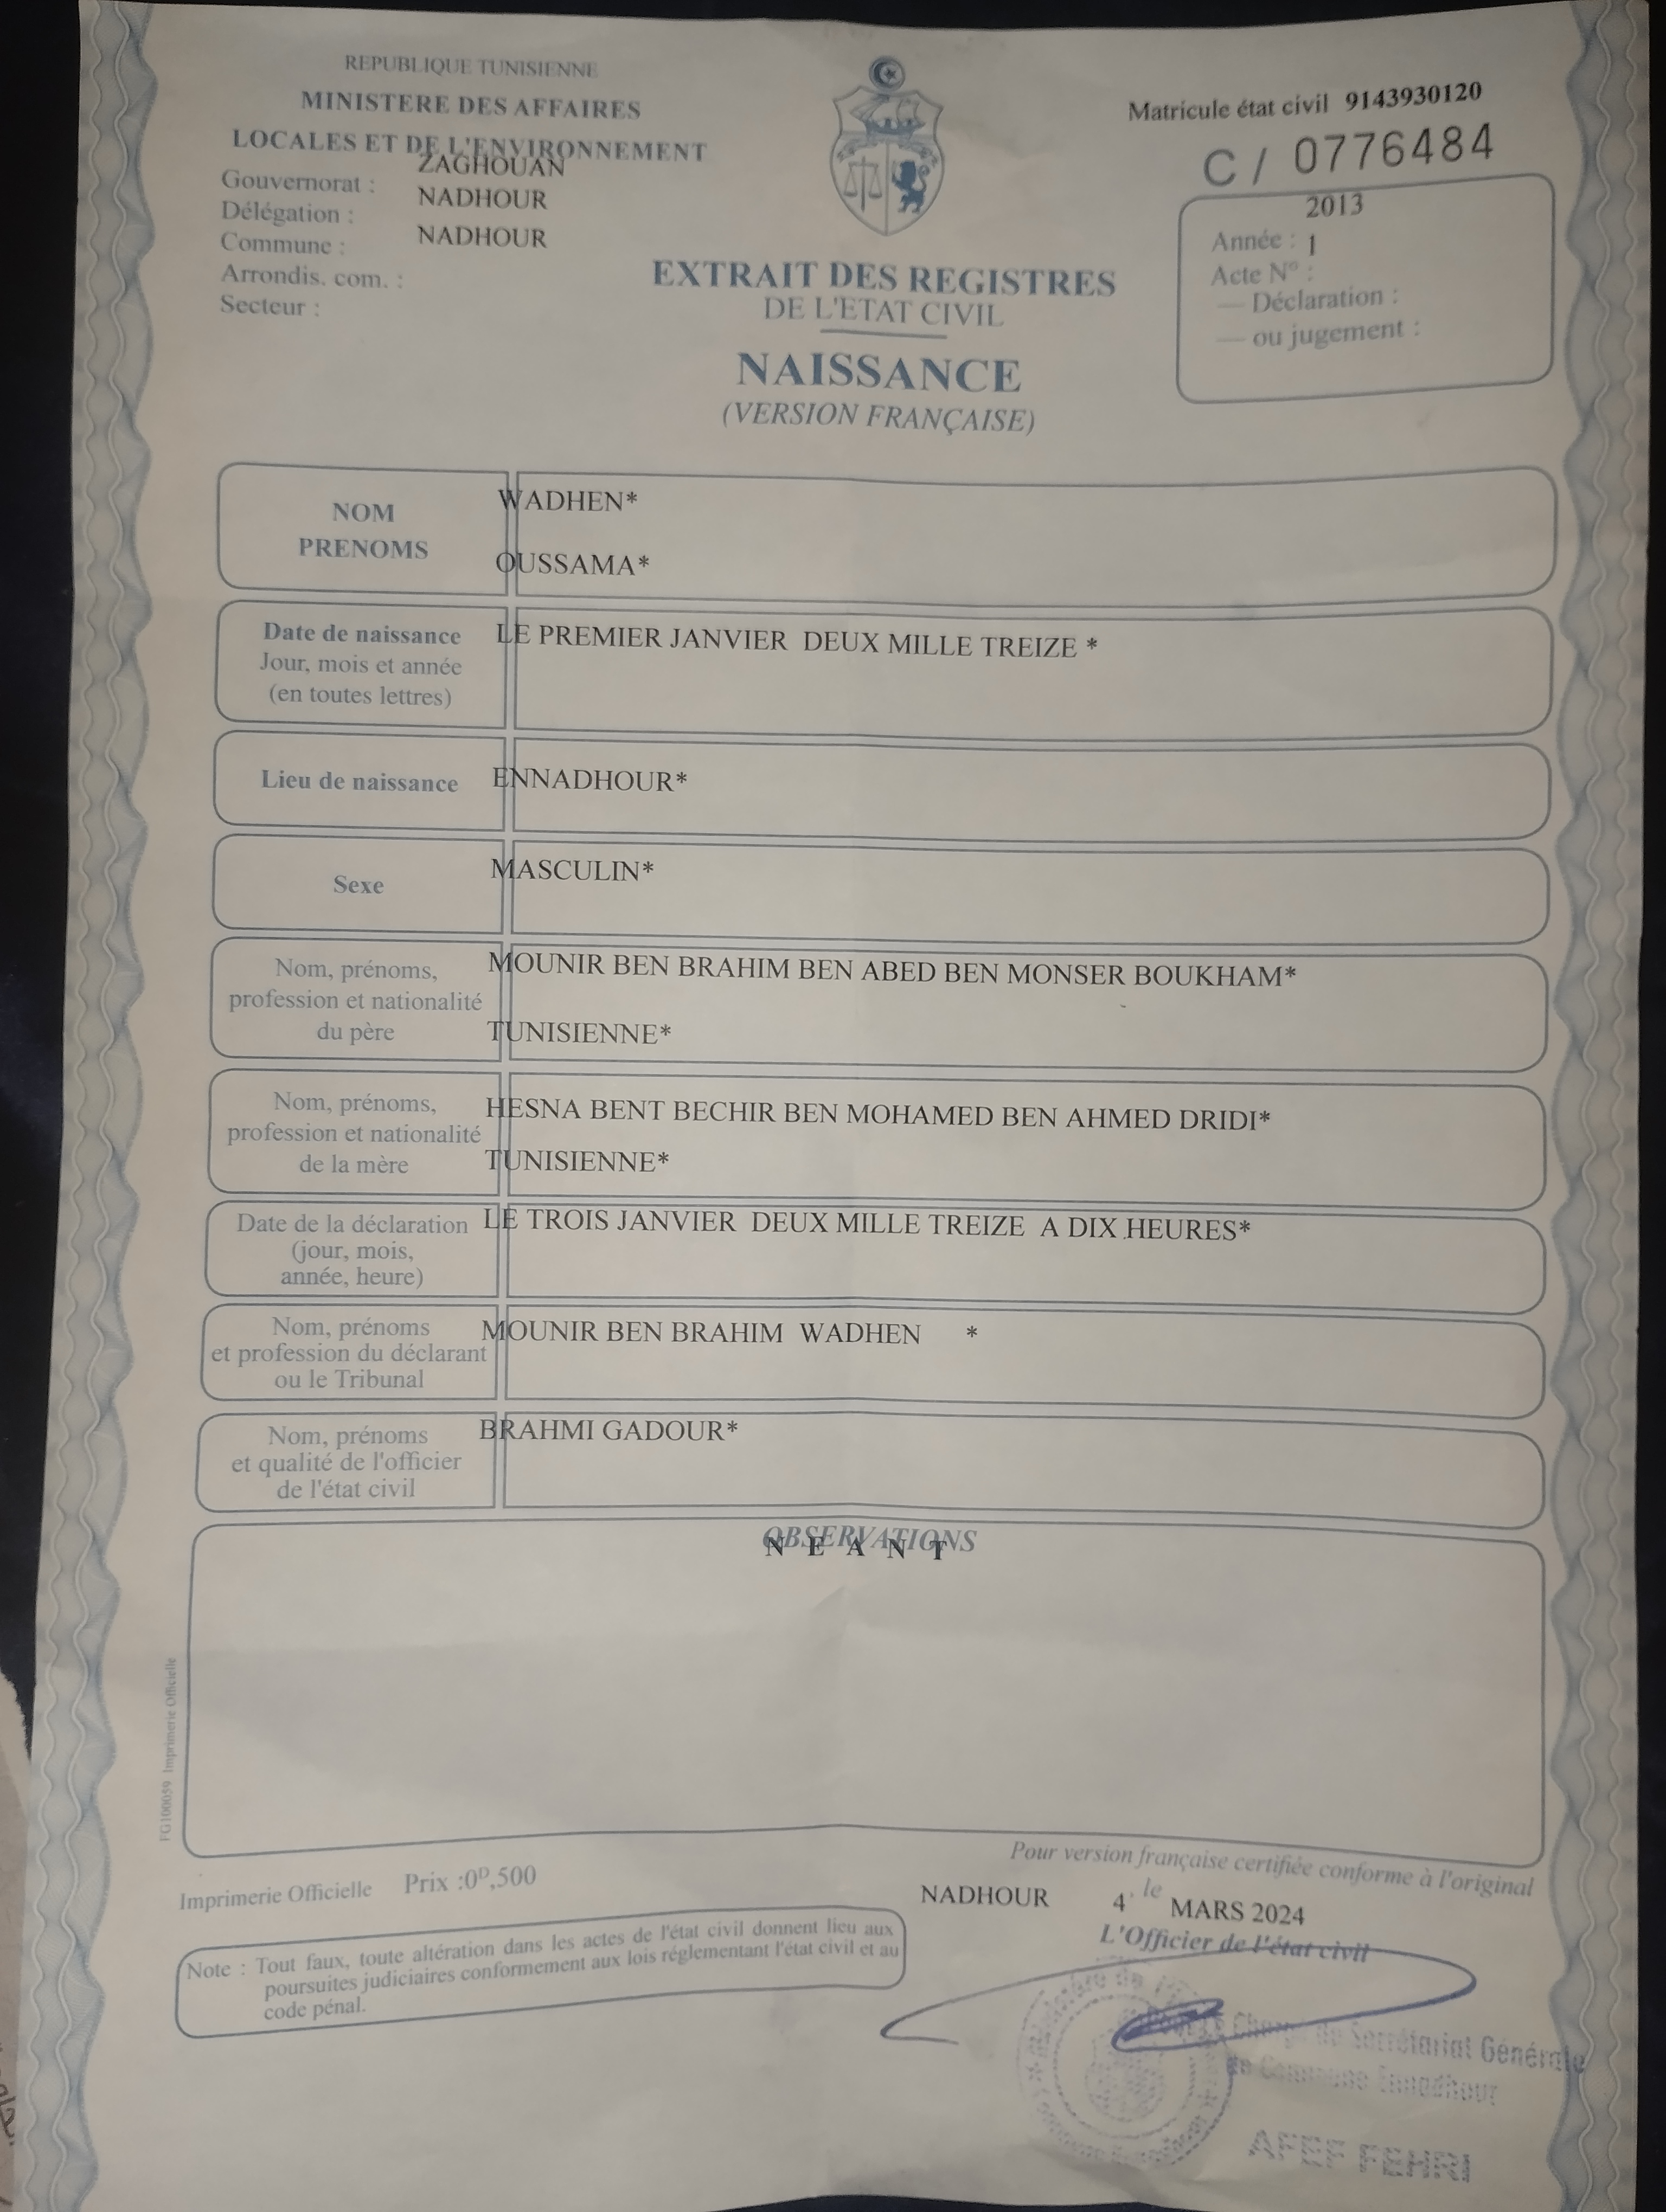 REPUBLIQUE TUNISIENNE
MINISTERE DES AFFAIRES
LOCALES ET DE L'ENVIRONNEMENT
Gouvernorat : ZAGHOUAN
Délégation : NADHOUR
Commune : NADHOUR
Arrondis. com. :
Secteur :
Matricule état civil 9143930120
C / 0776484
2013
Année : 1
Acte N° :
— Déclaration :
— ou jugement :
EXTRAIT DES REGISTRES
DE L'ETAT CIVIL
NAISSANCE
(VERSION FRANÇAISE)
NOM WADHEN*
PRENOMS OUSSAMA*
Date de naissance LE PREMIER JANVIER DEUX MILLE TREIZE *
Jour, mois et année
(en toutes lettres)
Lieu de naissance ENNADHOUR*
Sexe MASCULIN*
Nom, prénoms, MOUNIR BEN BRAHIM BEN ABED BEN MONSER BOUKHAM*
profession et nationalité
du père TUNISIENNE*
Nom, prénoms, HESNA BENT BECHIR BEN MOHAMED BEN AHMED DRIDI*
profession et nationalité
de la mère TUNISIENNE*
Date de la déclaration LE TROIS JANVIER DEUX MILLE TREIZE A DIX HEURES*
(jour, mois,
année, heure)
Nom, prénoms MOUNIR BEN BRAHIM WADHEN *
et profession du déclarant
ou le Tribunal
Nom, prénoms BRAHMI GADOUR*
et qualité de l'officier
de l'état civil
OBSERVATIONS
N E A N T
FG100059 Imprimerie Officielle
Imprimerie Officielle Prix :0ᴰ,500
Pour version française certifiée conforme à l'original
NADHOUR 4, le MARS 2024
L'Officier de l'état civil
Note : Tout faux, toute altération dans les actes de l'état civil donnent lieu aux
poursuites judiciaires conformement aux lois réglementant l'état civil et au
code pénal.
Secrétariat Générale
Commune Ennadhour
AFEF FEHRI